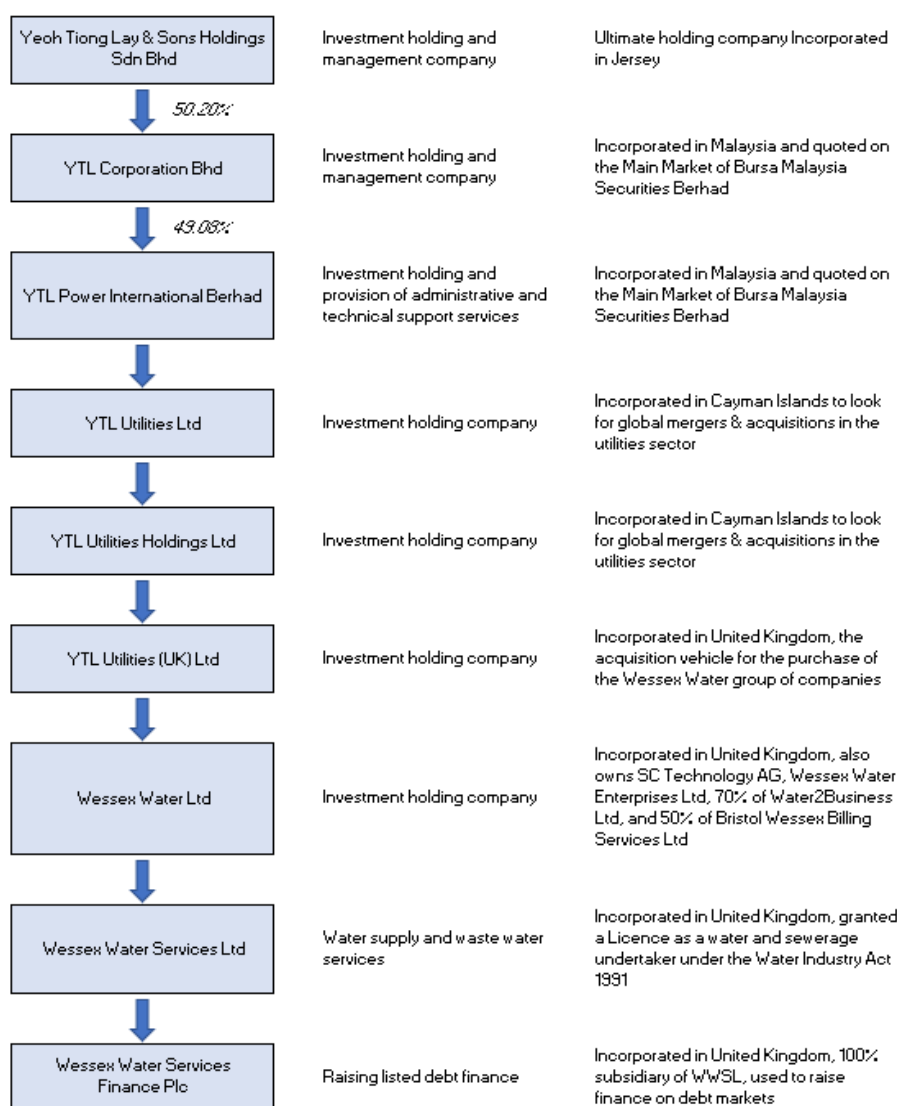 Yeoh Tiong Lay & Sons Holdings
Sdn Bhd
Investment holding and
management company
Ultimate holding company Incorporated
in Jersey
50.20%
YTL Corporation Bhd
Investment holding and
management company
Incorporated in Malaysia and quoted on
the Main Market of Bursa Malaysia
Securities Berhad
49.08%
YTL Power International Berhad
Investment holding and
provision of administrative and
technical support services
Incorporated in Malaysia and quoted on
the Main Market of Bursa Malaysia
Securities Berhad
YTL Utilities Ltd
Investment holding company
Incorporated in Cayman Islands to look
for global mergers & acquisitions in the
utilities sector
YTL Utilities Holdings Ltd
Investment holding company
Incorporated in Cayman Islands to look
for global mergers & acquisitions in the
utilities sector
YTL Utilities (UK) Ltd
Investment holding company
Incorporated in United Kingdom, the
acquisition vehicle for the purchase of
the Wessex Water group of companies
Wessex Water Ltd
Investment holding company
Incorporated in United Kingdom, also
owns SC Technology AG, Wessex Water
Enterprises Ltd, 70% of Water2Business
Ltd, and 50% of Bristol Wessex Billing
Services Ltd
Wessex Water Services Ltd
Water supply and waste water
services
Incorporated in United Kingdom, granted
a Licence as a water and sewerage
undertaker under the Water Industry Act
1991
Wessex Water Services
Finance Plc
Raising listed debt finance
Incorporated in United Kingdom, 100%
subsidiary of WWSL, used to raise
finance on debt markets